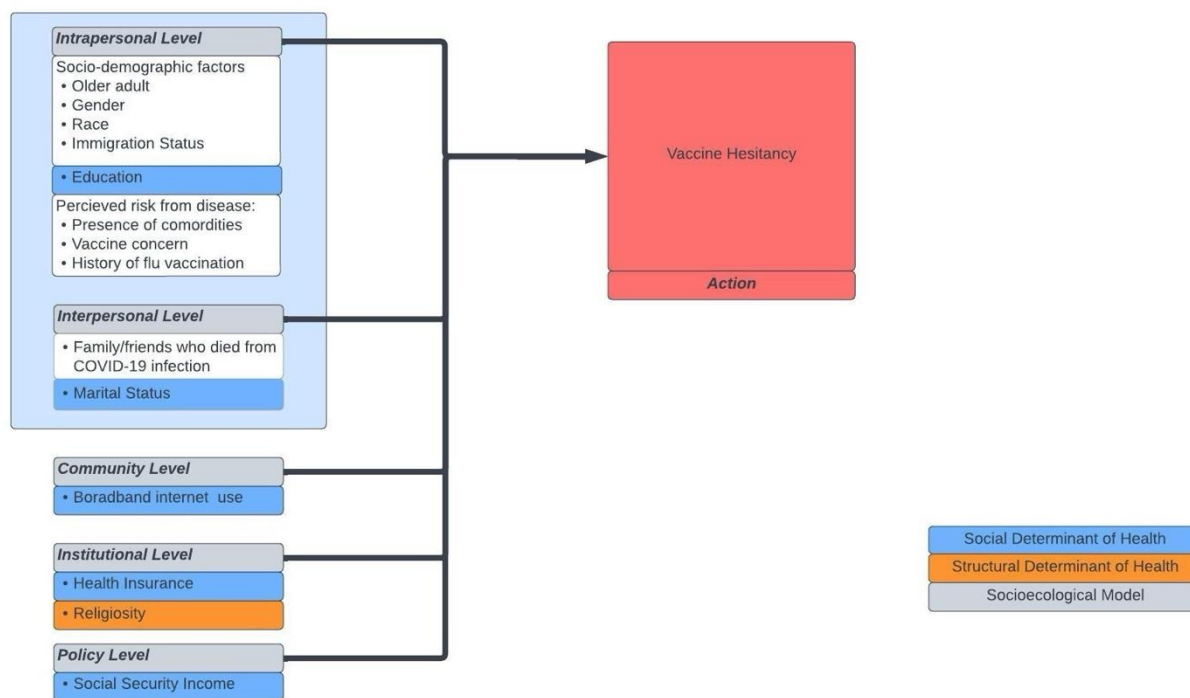 Intrapersonal Level
Socio-demographic factors
• Older adult
• Gender
• Race
• Immigration Status
• Education
Percieved risk from disease:
• Presence of comordities
• Vaccine concern
• History of flu vaccination
Interpersonal Level
• Family/friends who died from
COVID-19 infection
• Marital Status
Community Level
• Boradband internet use
Institutional Level
• Health Insurance
• Religiosity
Policy Level
• Social Security Income
Vaccine Hesitancy
Action
Social Determinant of Health
Structural Determinant of Health
Socioecological Model